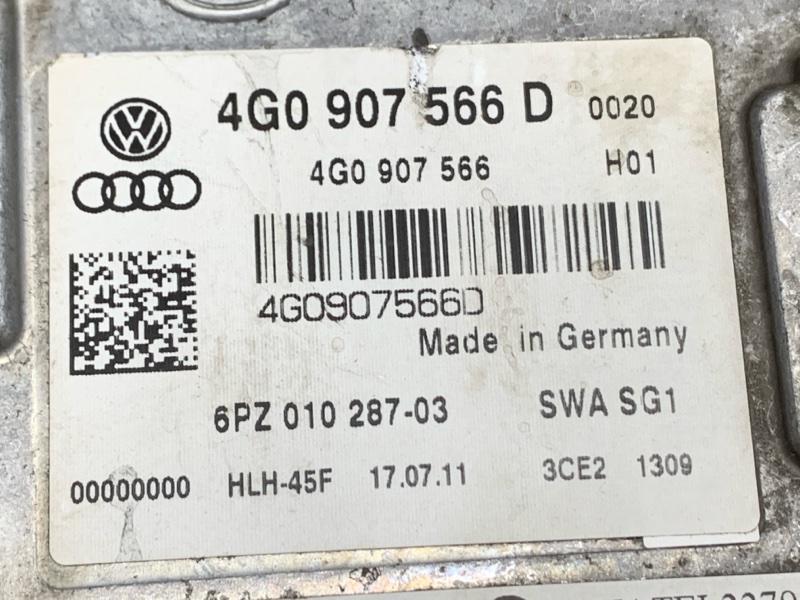 4G0 907 566 D 0020
4G0 907 566 H01
4G0907566D
Made in Germany
6PZ 010 287-03 SWA SG1
00000000 HLH-45F 17.07.11 3CE2 1309